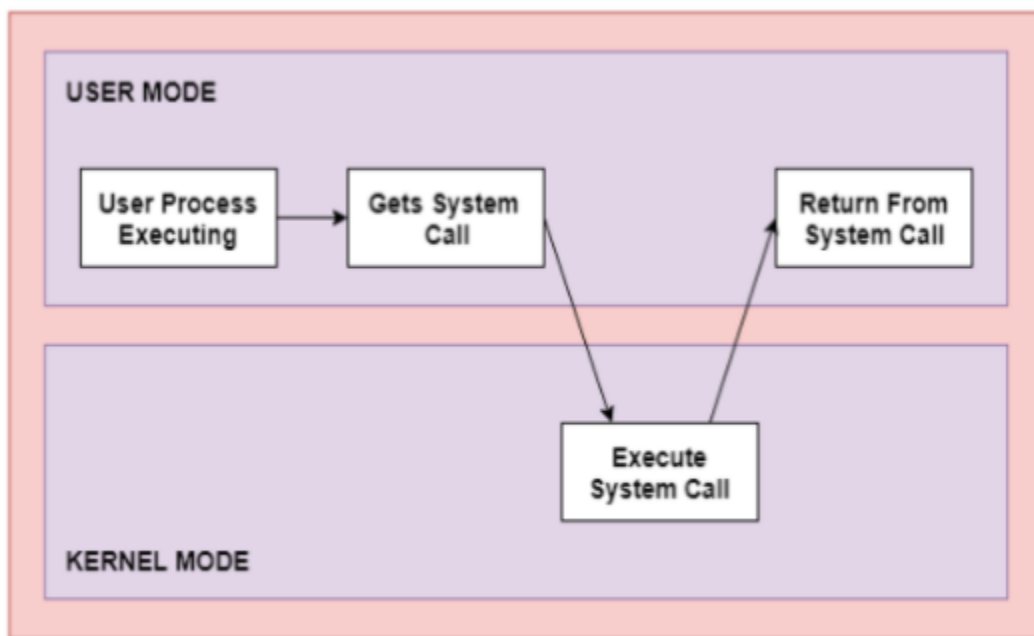 USER MODE
User Process
Executing
Gets System
Call
Return From
System Call
Execute
System Call
KERNEL MODE